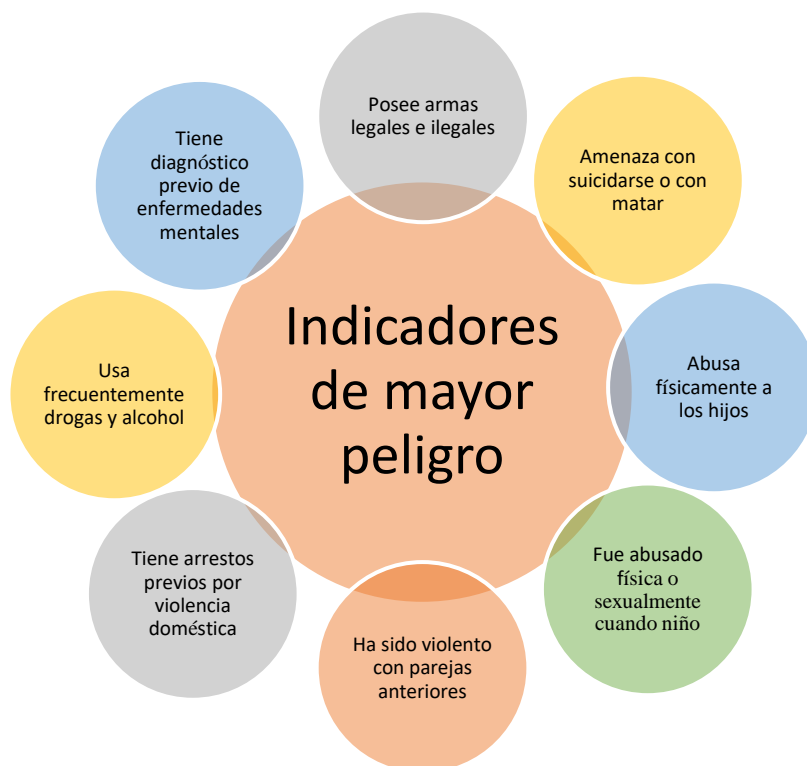 Indicadores
de mayor
peligro
Posee armas
legales e ilegales
Amenaza con
suicidarse o con
matar
Abusa
físicamente a
los hijos
Fue abusado
física o
sexualmente
cuando niño
Ha sido violento
con parejas
anteriores
Tiene arrestos
previos por
violencia
doméstica
Usa
frecuentemente
drogas y alcohol
Tiene
diagnóstico
previo de
enfermedades
mentales